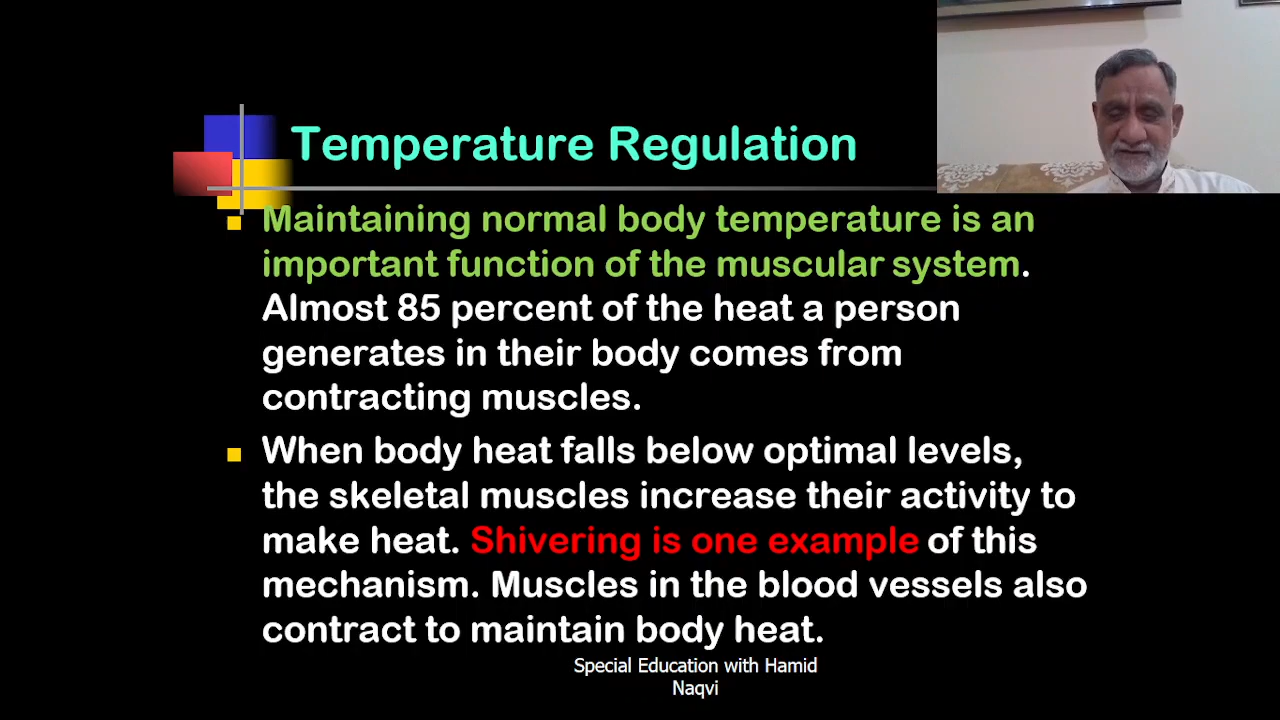 Temperature Regulation
Maintaining normal body temperature is an
important function of the muscular system.
Almost 85 percent of the heat a person
generates in their body comes from
contracting muscles.
When body heat falls below optimal levels,
the skeletal muscles increase their activity to
make heat. Shivering is one example of this
mechanism. Muscles in the blood vessels also
contract to maintain body heat.
Special Education with Hamid
Naqvi